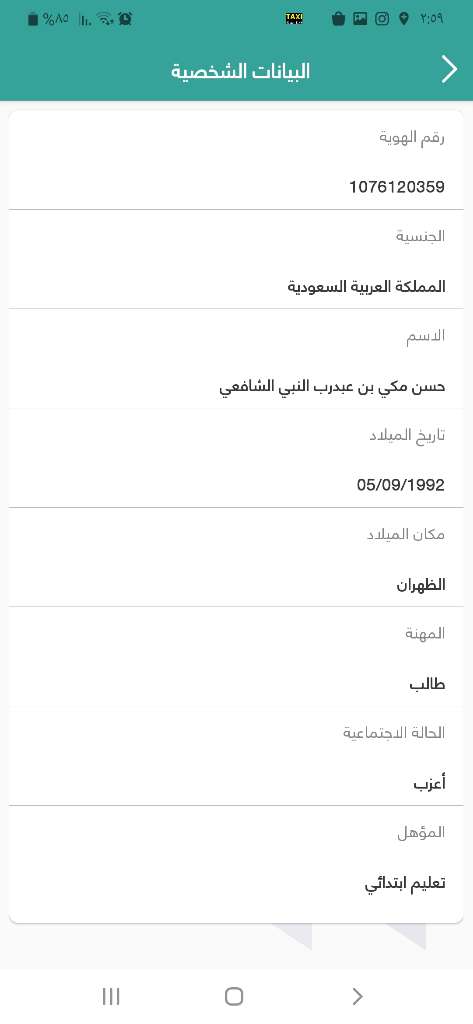 ٢:٥٩
TAXI
%٨٥
البيانات الشخصية
رقم الهوية
1076120359
الجنسية
المملكة العربية السعودية
الاسم
حسن مكي بن عبدرب النبي الشافعي
تاريخ الميلاد
05/09/1992
مكان الميلاد
الظهران
المهنة
طالب
الحالة الاجتماعية
أعزب
المؤهل
تعليم ابتدائي